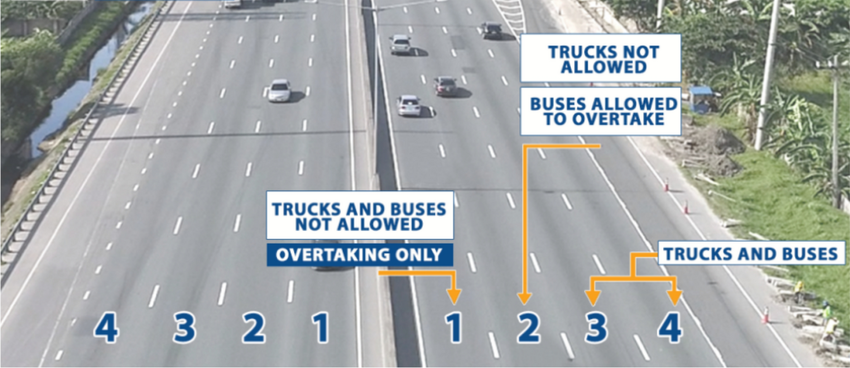 TRUCKS NOT
ALLOWED
BUSES ALLOWED
TO OVERTAKE
TRUCKS AND BUSES
NOT ALLOWED
OVERTAKING ONLY
TRUCKS AND BUSES
4 3 2 1 1 2 3 4